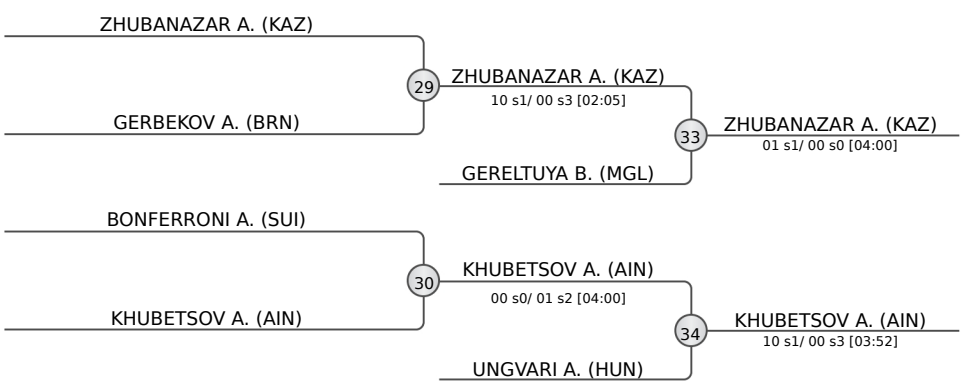 ZHUBANAZAR A. (KAZ)
29
GERBEKOV A. (BRN)
ZHUBANAZAR A. (KAZ)
10 s1/ 00 s3 [02:05]
33
GERELTUYA B. (MGL)
ZHUBANAZAR A. (KAZ)
01 s1/ 00 s0 [04:00]
BONFERRONI A. (SUI)
30
KHUBETSOV A. (AIN)
KHUBETSOV A. (AIN)
00 s0/ 01 s2 [04:00]
34
UNGVARI A. (HUN)
KHUBETSOV A. (AIN)
10 s1/ 00 s3 [03:52]